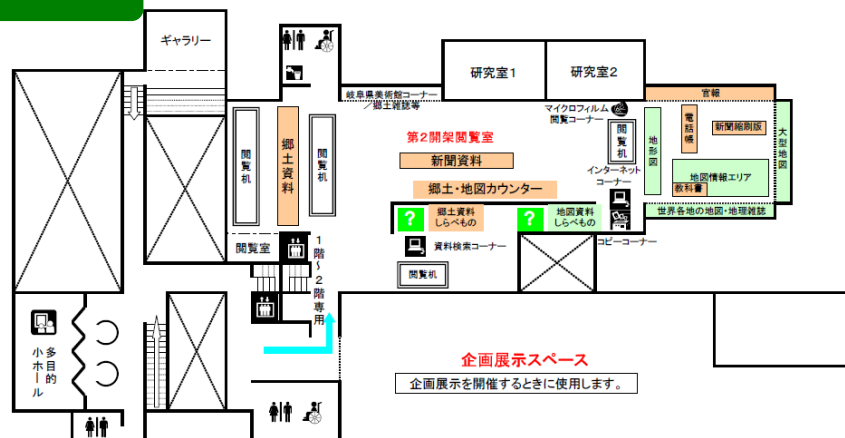 ギャラリー
研究室1
研究室2
官報
岐阜県美術館コーナー
／郷土雑誌等
マイクロフィルム
閲覧コーナー
電話帳
新聞縮刷版
大型地図
閲覧机
郷土資料
閲覧机
第2開架閲覧室
閲覧机
地形図
新聞資料
インターネット
コーナー
地図情報エリア
教科書
郷土・地図カウンター
?
郷土資料
しらべもの
?
地図資料
しらべもの
世界各地の地図・地理雑誌
閲覧室
1階～2階専用
資料検索コーナー
コピーコーナー
閲覧机
多目的
小ホール
企画展示スペース
企画展示を開催するときに使用します。